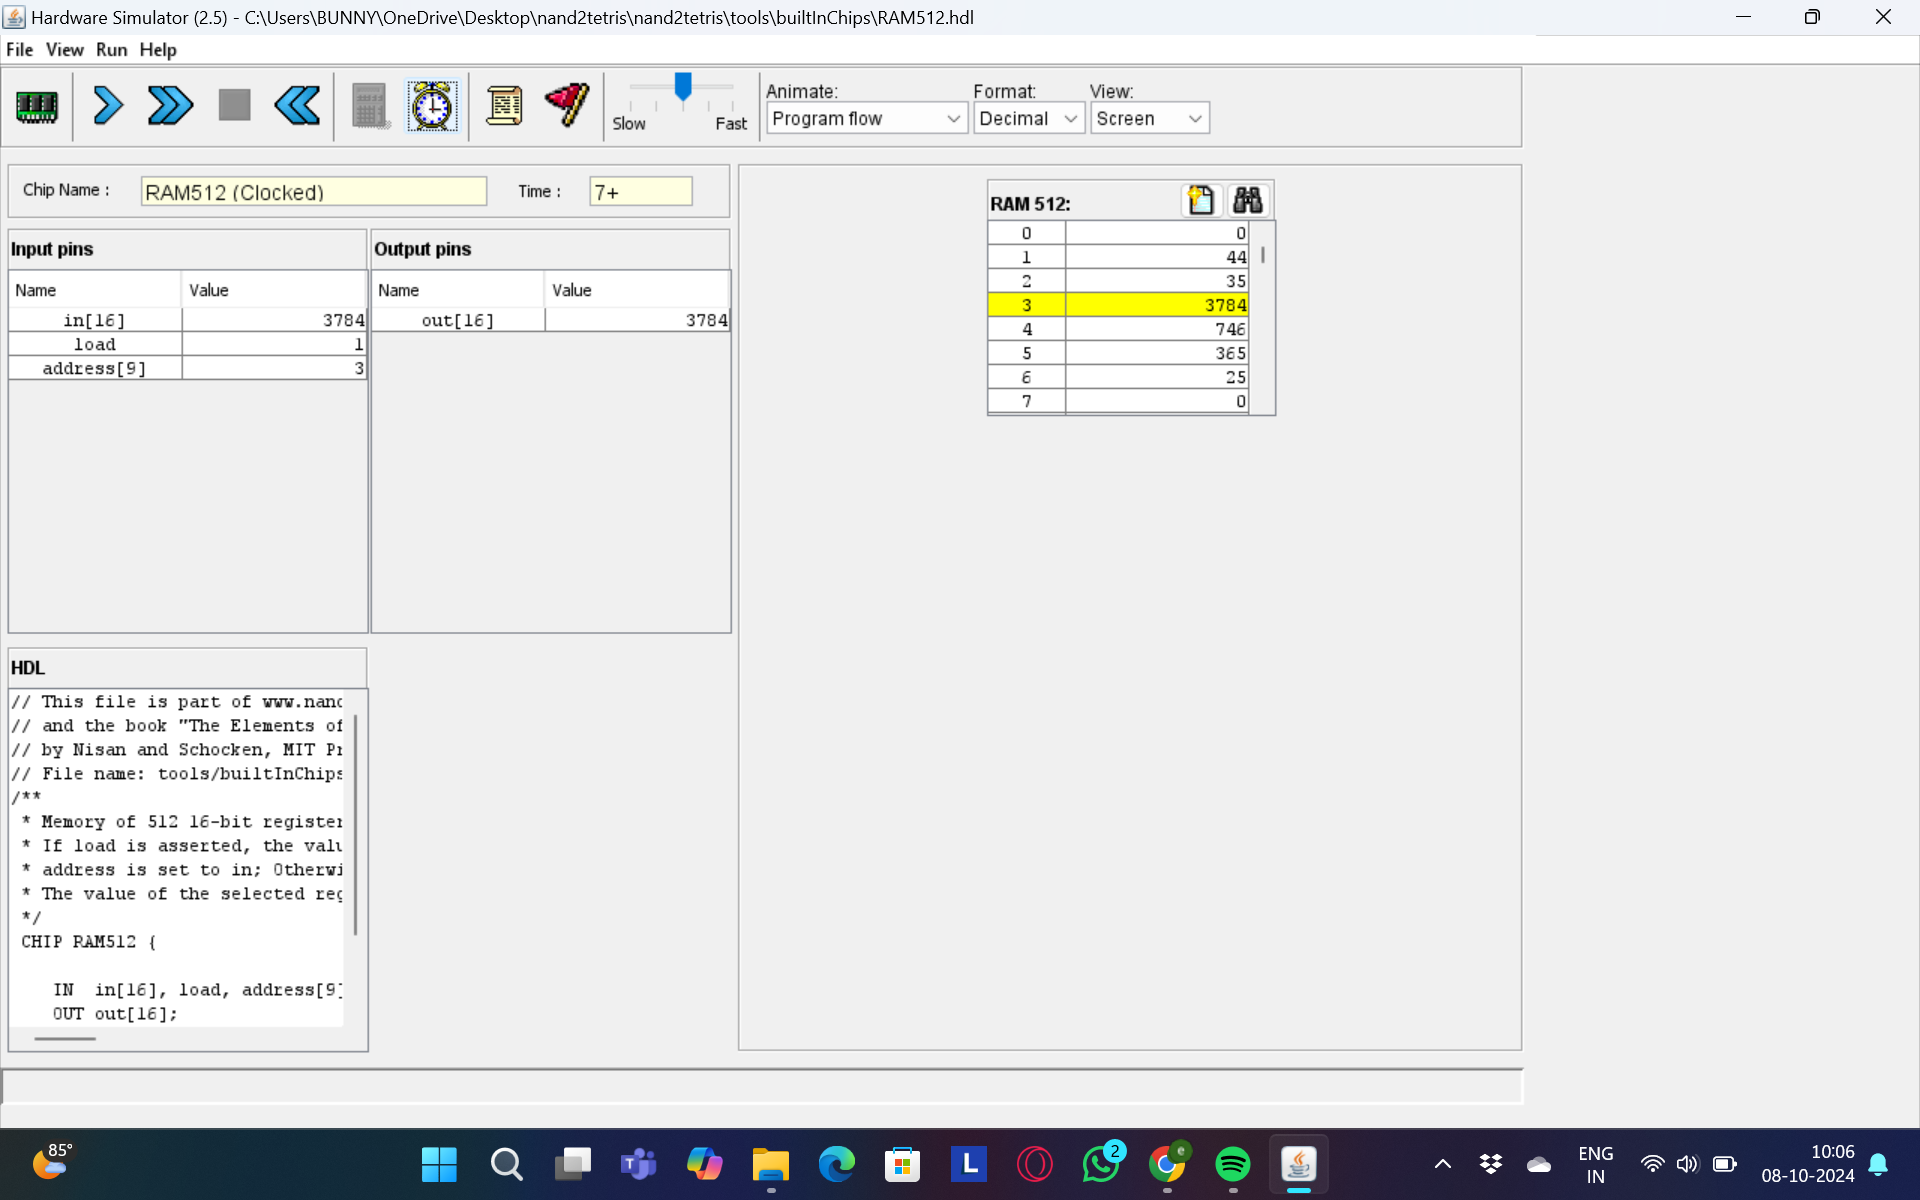 Hardware Simulator (2.5) - C:\Users\BUNNY\OneDrive\Desktop\nand2tetris\nand2tetris\tools\builtInChips\RAM512.hdl
File View Run Help
Slow Fast
Animate: Format: View:
Program flow Decimal Screen
Chip Name : RAM512 (Clocked) Time : 7+
Input pins
Name Value
in[16] 3784
load 1
address[9] 3
Output pins
Name Value
out[16] 3784
RAM 512:
0 0
1 44
2 35
3 3784
4 746
5 365
6 25
7 0
HDL
// This file is part of www.nand
// and the book "The Elements of
// by Nisan and Schocken, MIT Pr
// File name: tools/builtInChips
/**
* Memory of 512 16-bit register
* If load is asserted, the valu
* address is set to in; Otherwi
* The value of the selected reg
*/
CHIP RAM512 {
IN in[16], load, address[9]
OUT out[16];
85°
L
2
e
ENG
IN
10:06
08-10-2024